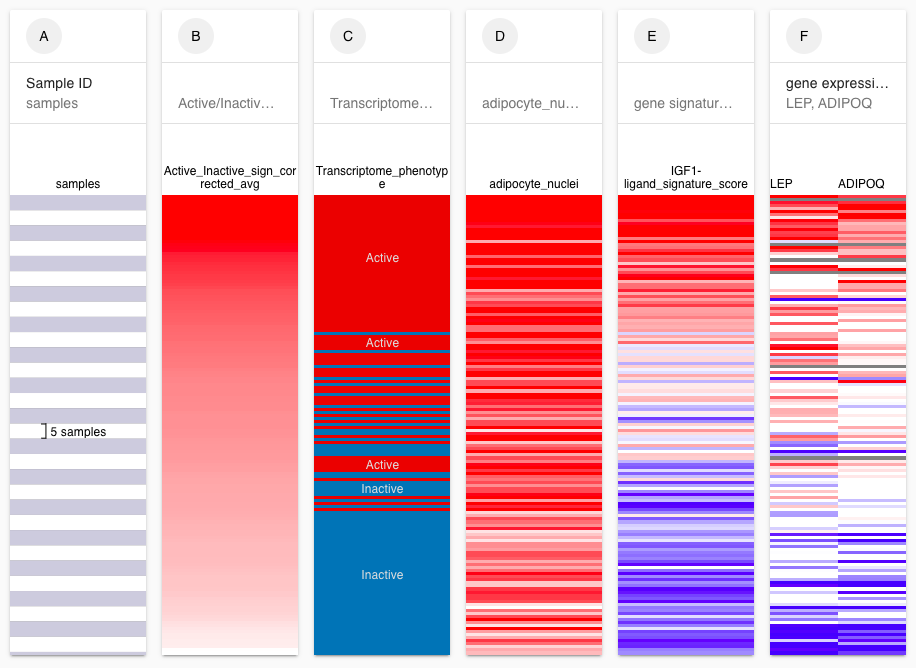 A
B
C
D
E
F
Sample ID
samples
Active/Inactiv…
Transcriptome…
adipocyte_nu…
gene signatur…
gene expressi…
LEP, ADIPOQ
samples
Active_Inactive_sign_cor
rected_avg
Transcriptome_phenotyp
e
adipocyte_nuclei
IGF1-
ligand_signature_score
LEP
ADIPOQ
Active
Active
5 samples
Active
Inactive
Inactive